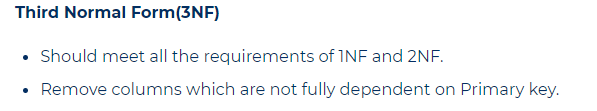 Third Normal Form(3NF)
• Should meet all the requirements of 1NF and 2NF.
• Remove columns which are not fully dependent on Primary key.